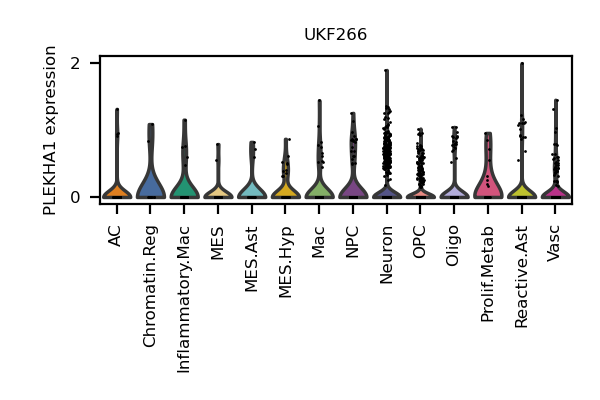 UKF266
PLEKHA1 expression
2
0
AC
Chromatin.Reg
Inflammatory.Mac
MES
MES.Ast
MES.Hyp
Mac
NPC
Neuron
OPC
Oligo
Prolif.Metab
Reactive.Ast
Vasc